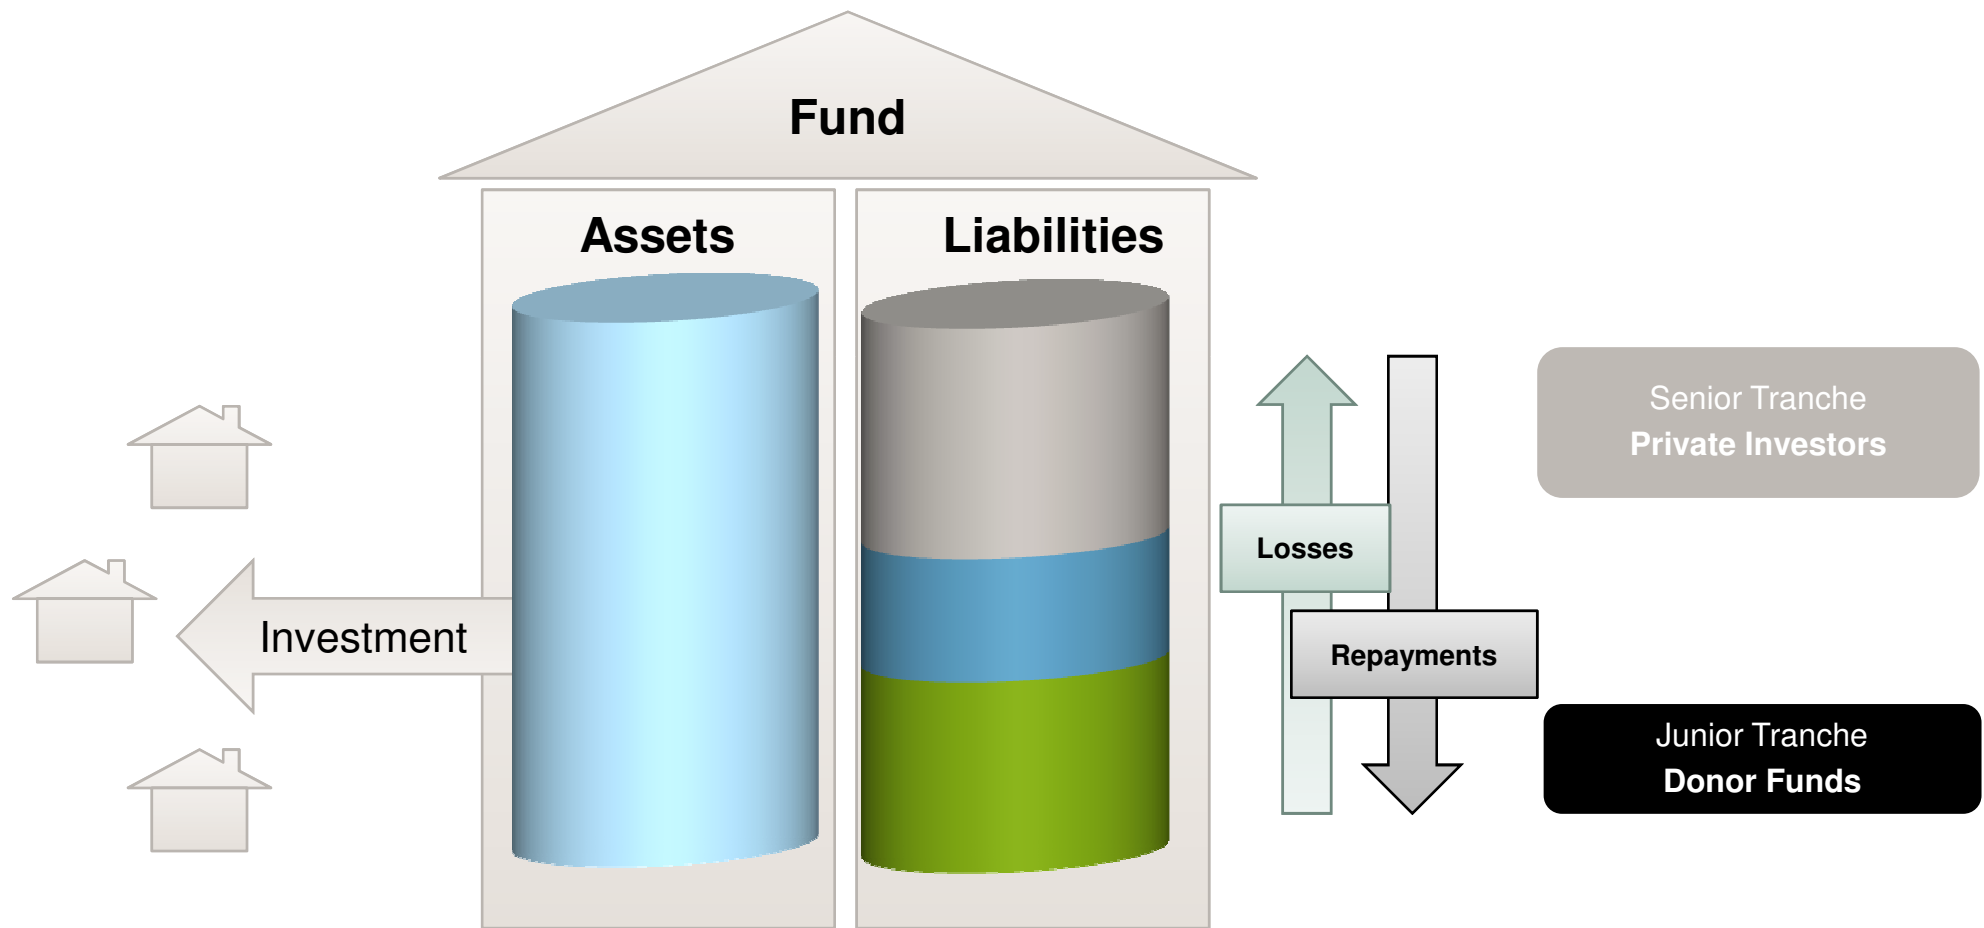 Fund
Assets
Liabilities
Senior Tranche
Private Investors
Losses
Investment
Repayments
Junior Tranche
Donor Funds